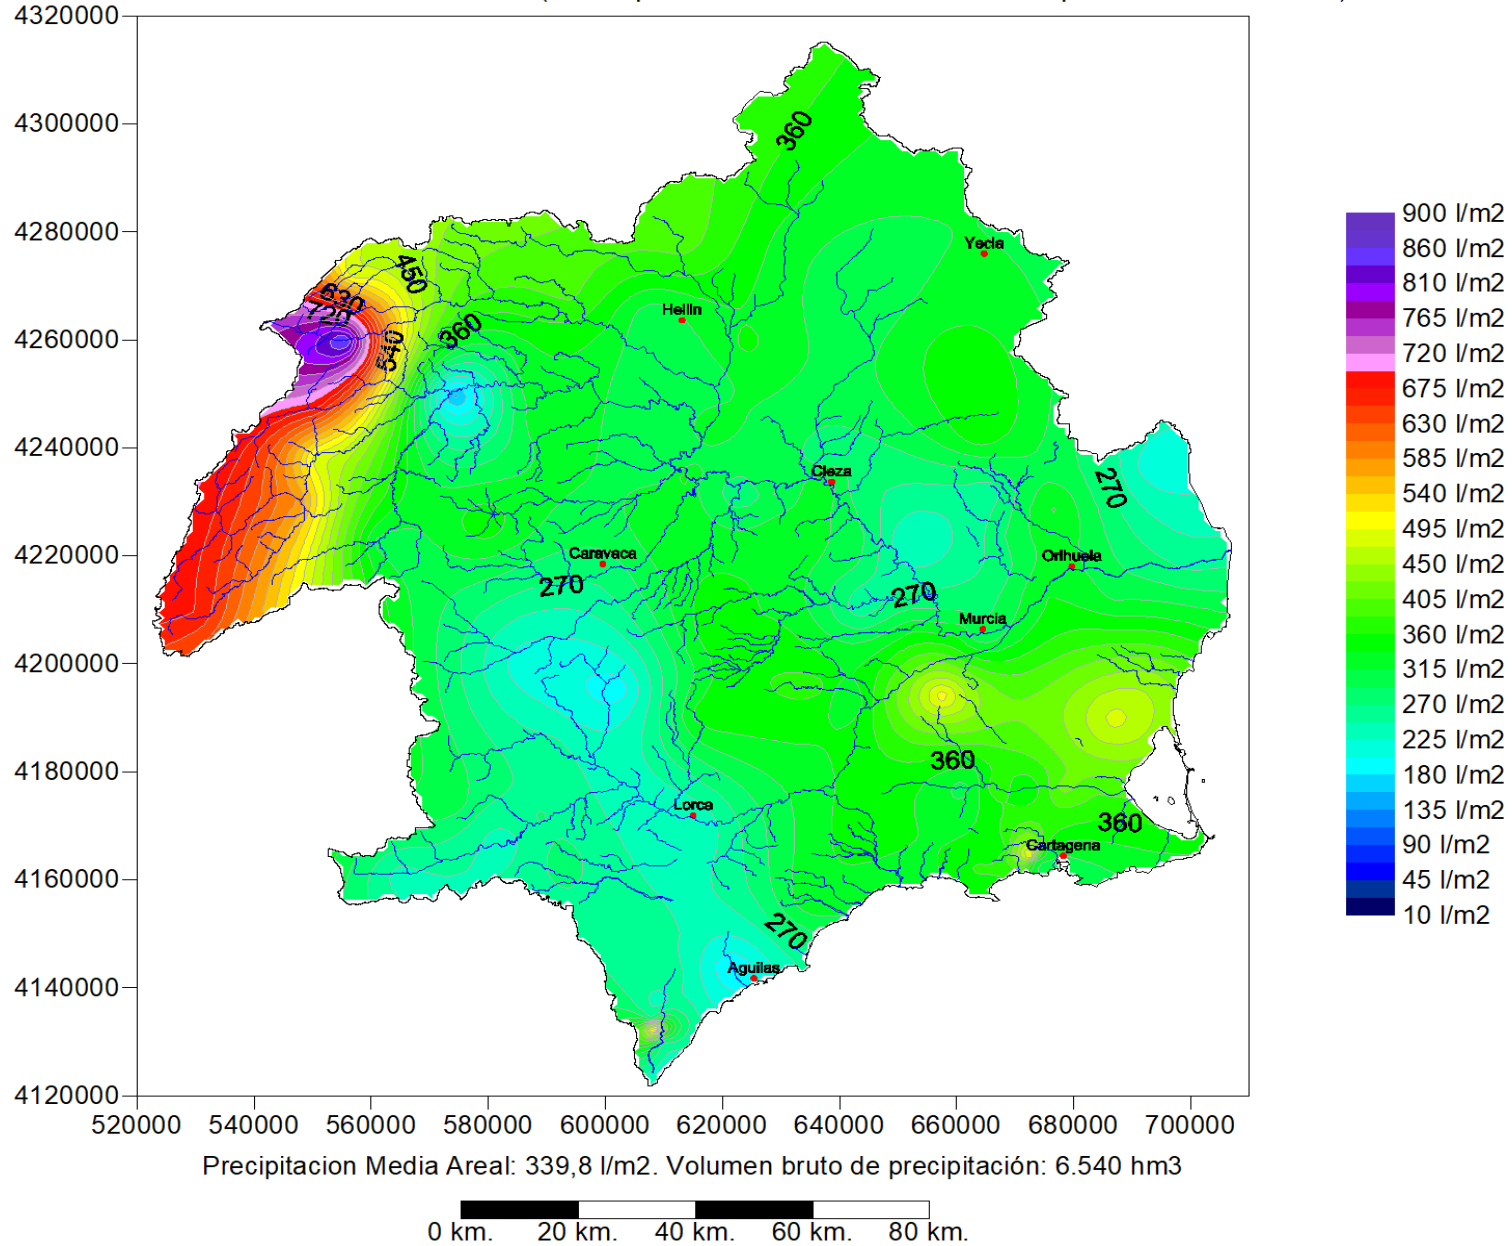 4320000
4300000
4280000
4260000
4240000
4220000
4200000
4180000
4160000
4140000
4120000
520000 540000 560000 580000 600000 620000 640000 660000 680000 700000
360
Yecla
450
630
720
540
360
Hellin
Cieza
270
Caravaca
270
Orihuela
270
Murcia
360
Lorca
360
Cartagena
270
Aguilas
900 l/m2
860 l/m2
810 l/m2
765 l/m2
720 l/m2
675 l/m2
630 l/m2
585 l/m2
540 l/m2
495 l/m2
450 l/m2
405 l/m2
360 l/m2
315 l/m2
270 l/m2
225 l/m2
180 l/m2
135 l/m2
90 l/m2
45 l/m2
10 l/m2
Precipitacion Media Areal: 339,8 l/m2. Volumen bruto de precipitación: 6.540 hm3
0 km. 20 km. 40 km. 60 km. 80 km.